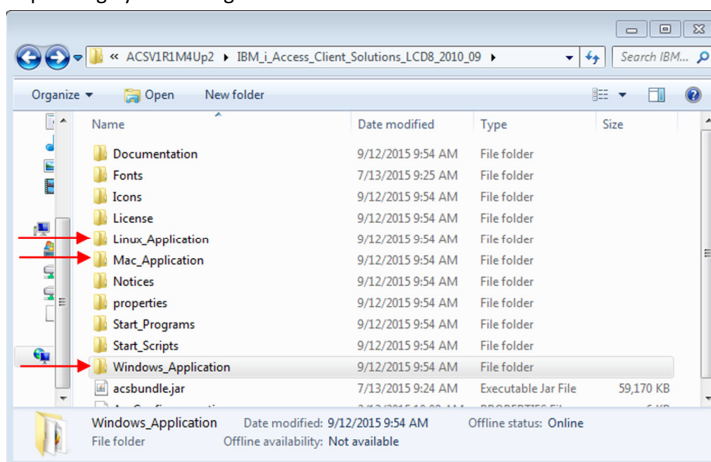 « ACSV1R1M4Up2 ▸ IBM_i_Access_Client_Solutions_LCD8_2010_09 ▸ Search IBM...
Organize Open New folder
Name Date modified Type Size
Documentation 9/12/2015 9:54 AM File folder
Fonts 7/13/2015 9:25 AM File folder
Icons 9/12/2015 9:54 AM File folder
License 9/12/2015 9:54 AM File folder
Linux_Application 9/12/2015 9:54 AM File folder
Mac_Application 9/12/2015 9:54 AM File folder
Notices 9/12/2015 9:54 AM File folder
properties 9/12/2015 9:54 AM File folder
Start_Programs 9/12/2015 9:54 AM File folder
Start_Scripts 9/12/2015 9:54 AM File folder
Windows_Application 9/12/2015 9:54 AM File folder
acsbundle.jar 7/13/2015 9:24 AM Executable Jar File 59,170 KB
Windows_Application Date modified: 9/12/2015 9:54 AM Offline status: Online
File folder Offline availability: Not available